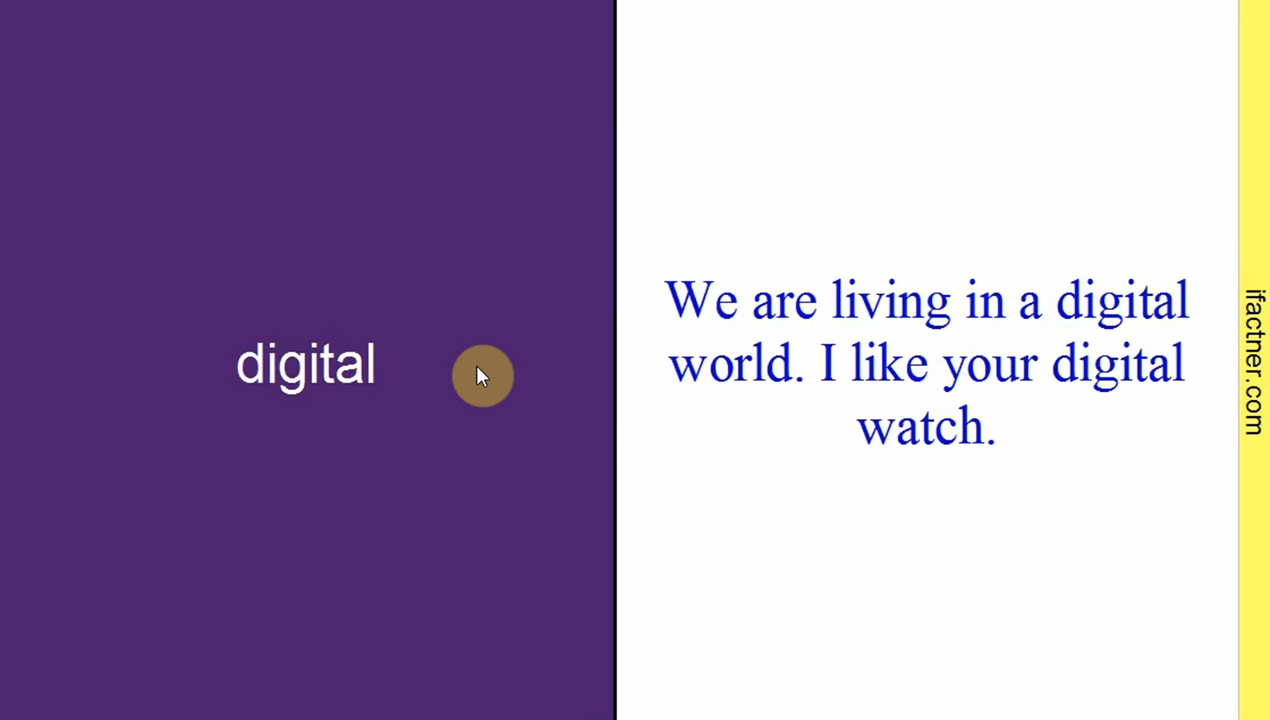 digital
We are living in a digital
world. I like your digital
watch.
ifactner.com